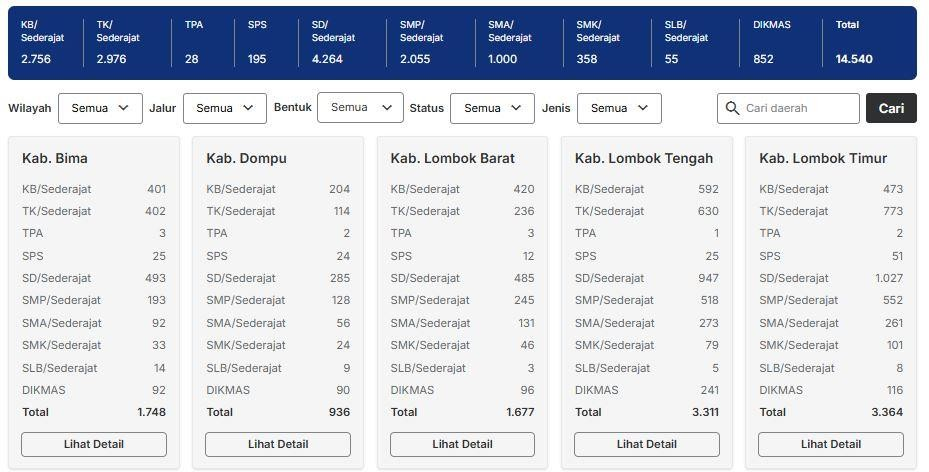 KB/ Sederajat TK/ Sederajat TPA SPS SD/ Sederajat SMP/ Sederajat SMA/ Sederajat SMK/ Sederajat SLB/ Sederajat DIKMAS Total
2.756 2.976 28 195 4.264 2.055 1.000 358 55 852 14.540
Wilayah Semua Jalur Semua Bentuk Semua Status Semua Jenis Semua Cari daerah Cari
Kab. Bima
KB/Sederajat 401
TK/Sederajat 402
TPA 3
SPS 25
SD/Sederajat 493
SMP/Sederajat 193
SMA/Sederajat 92
SMK/Sederajat 33
SLB/Sederajat 14
DIKMAS 92
Total 1.748
Lihat Detail
Kab. Dompu
KB/Sederajat 204
TK/Sederajat 114
TPA 2
SPS 24
SD/Sederajat 285
SMP/Sederajat 128
SMA/Sederajat 56
SMK/Sederajat 24
SLB/Sederajat 9
DIKMAS 90
Total 936
Lihat Detail
Kab. Lombok Barat
KB/Sederajat 420
TK/Sederajat 236
TPA 3
SPS 12
SD/Sederajat 485
SMP/Sederajat 245
SMA/Sederajat 131
SMK/Sederajat 46
SLB/Sederajat 3
DIKMAS 96
Total 1.677
Lihat Detail
Kab. Lombok Tengah
KB/Sederajat 592
TK/Sederajat 630
TPA 1
SPS 25
SD/Sederajat 947
SMP/Sederajat 518
SMA/Sederajat 273
SMK/Sederajat 79
SLB/Sederajat 5
DIKMAS 241
Total 3.311
Lihat Detail
Kab. Lombok Timur
KB/Sederajat 473
TK/Sederajat 773
TPA 2
SPS 51
SD/Sederajat 1.027
SMP/Sederajat 552
SMA/Sederajat 261
SMK/Sederajat 101
SLB/Sederajat 8
DIKMAS 116
Total 3.364
Lihat Detail